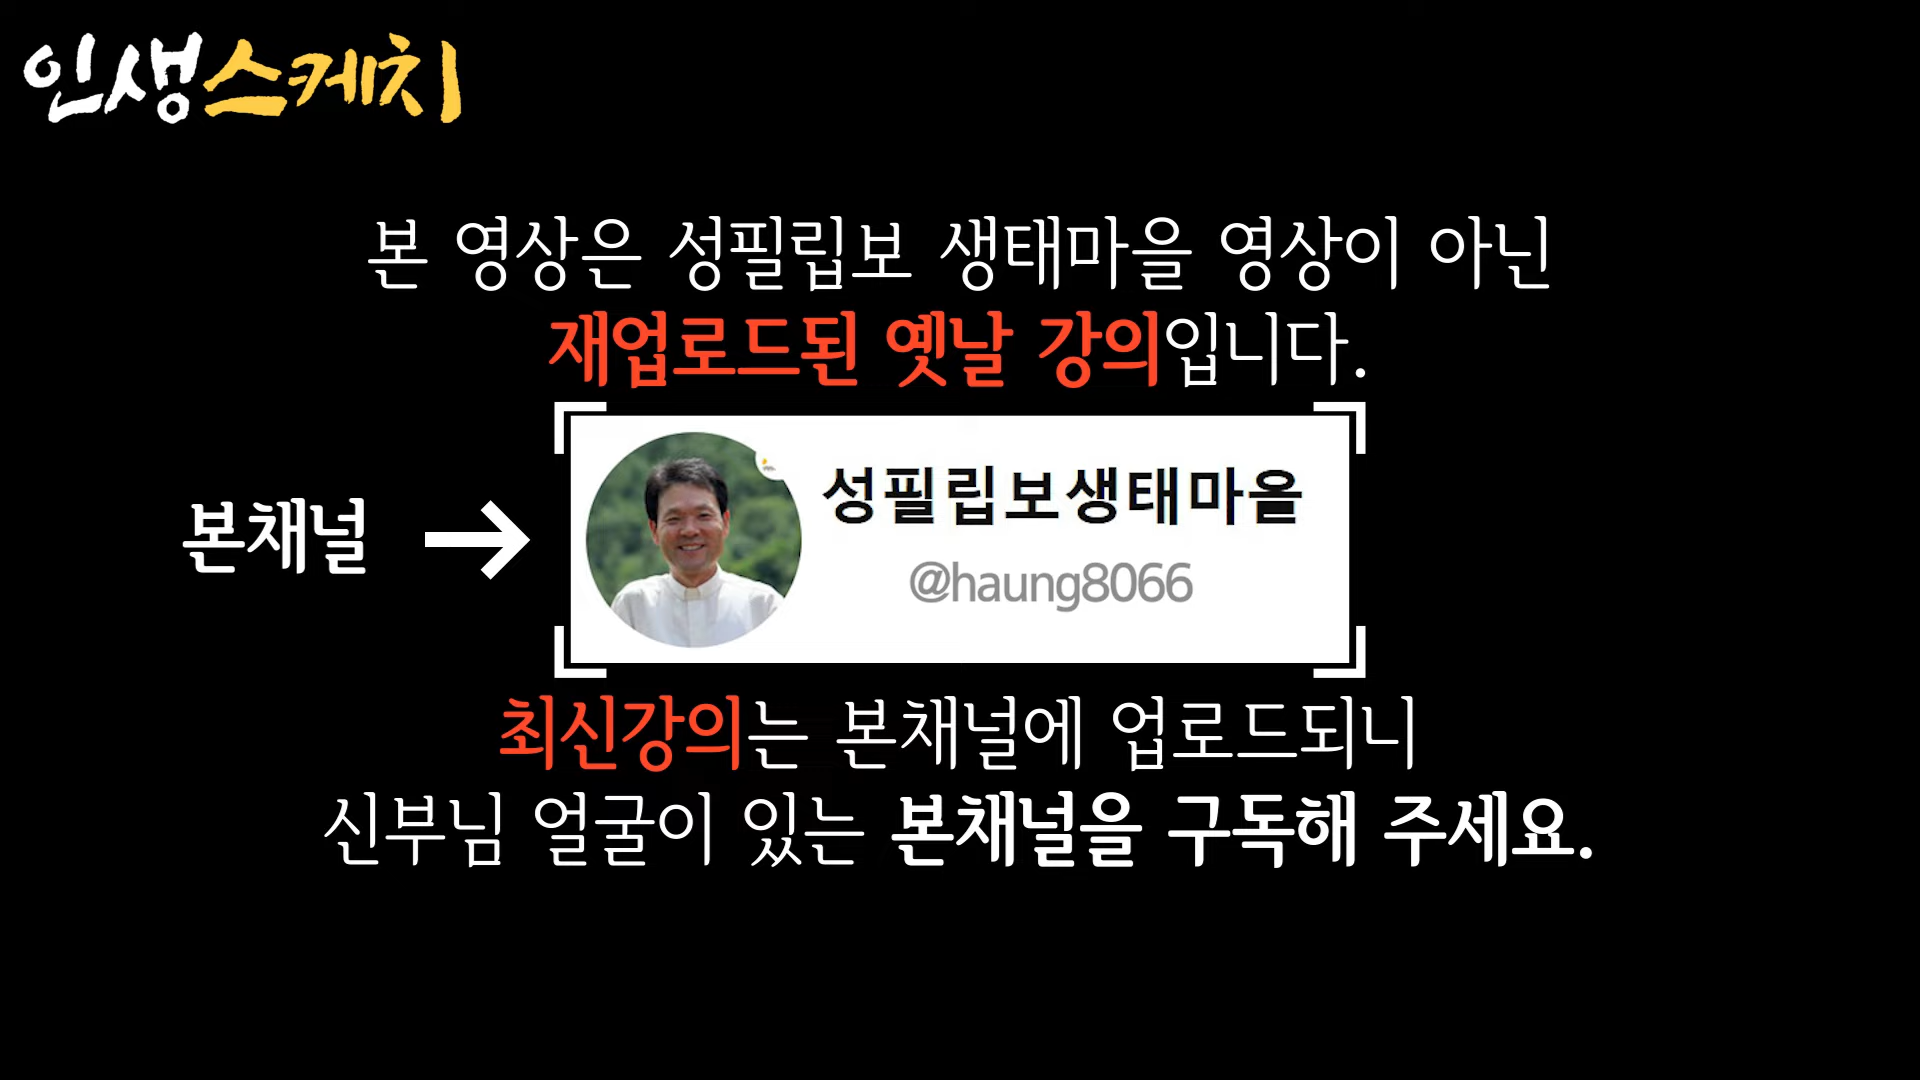 인생스케치
본 영상은 성필립보 생태마을 영상이 아닌
재업로드된 옛날 강의입니다.
본채널 →
성필립보생태마을
@haung8066
최신강의는 본채널에 업로드되니
신부님 얼굴이 있는 본채널을 구독해 주세요.